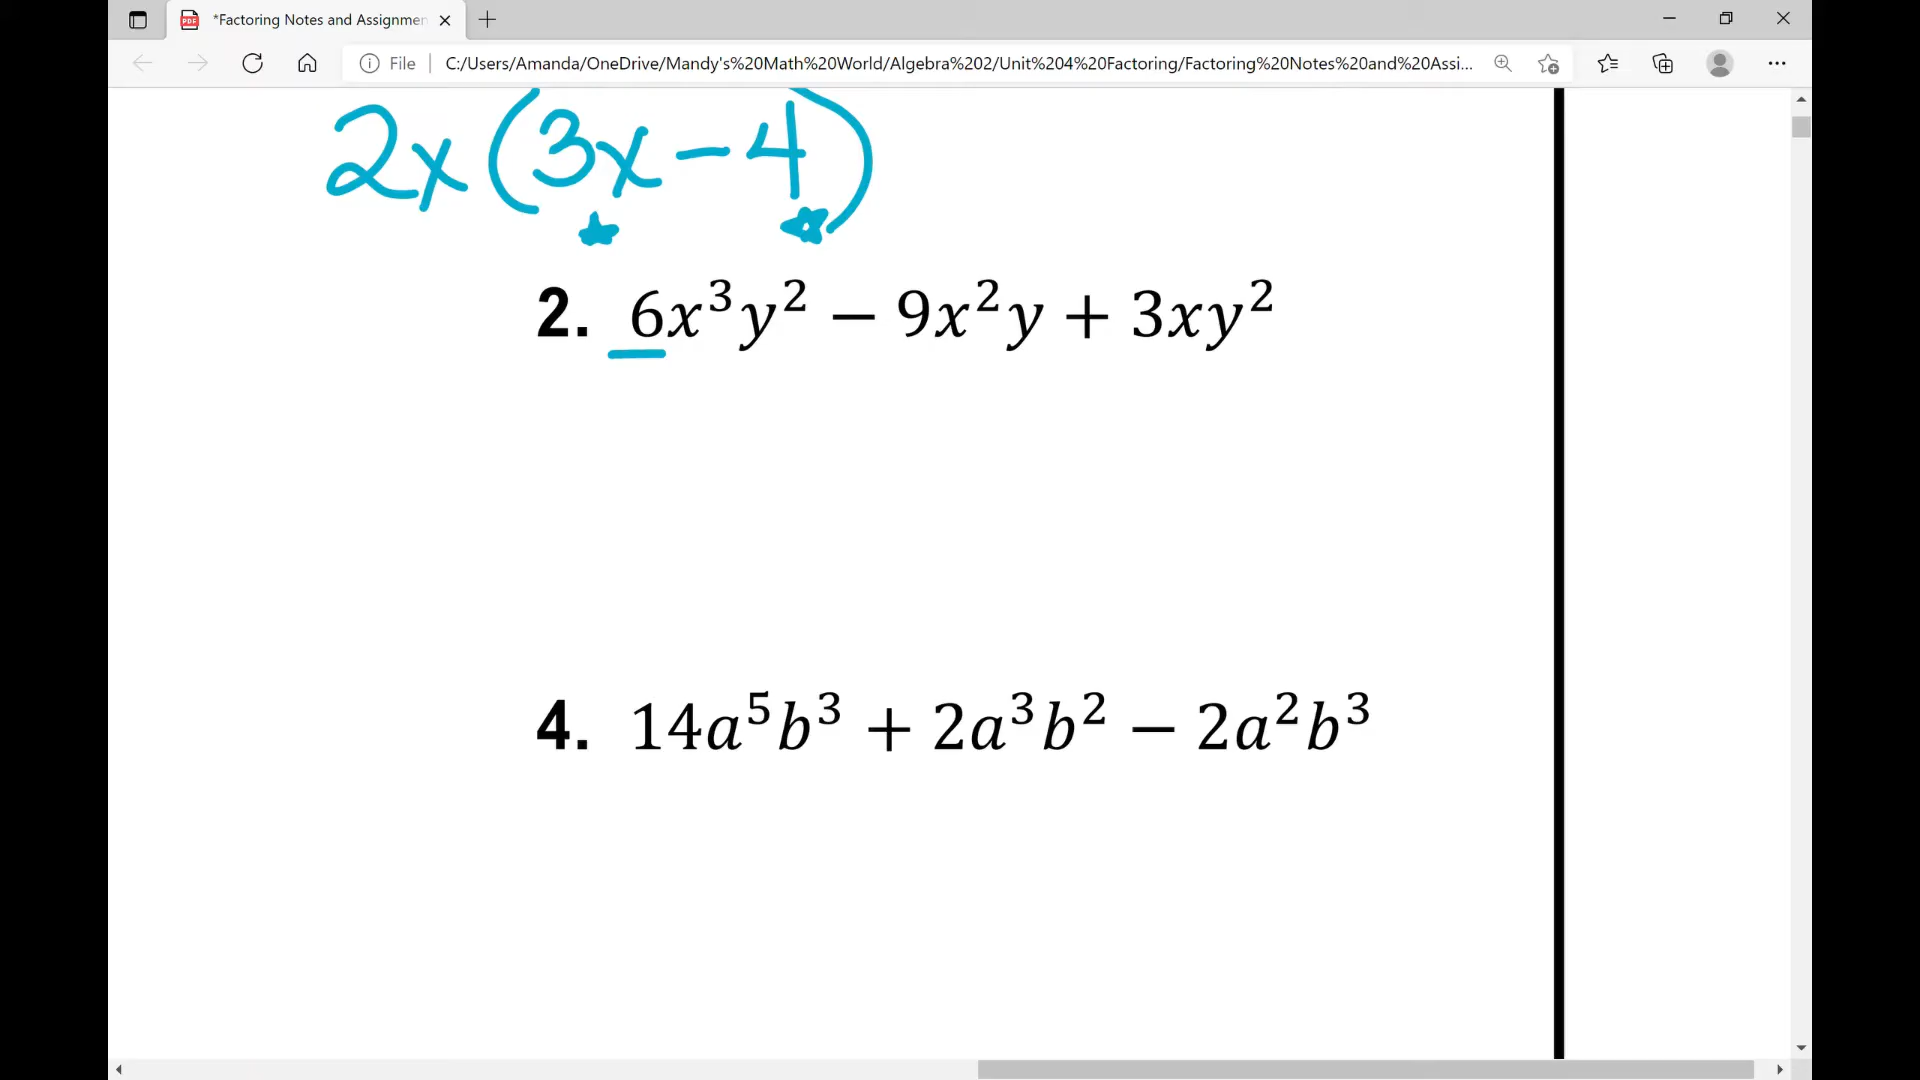 *Factoring Notes and Assignmen
File
C:/Users/Amanda/OneDrive/Mandy's%20Math%20World/Algebra%202/Unit%204%20Factoring/Factoring%20Notes%20and%20Assi...
2x(3x-4)
2. 6x³y² − 9x²y + 3xy²
4. 14a⁵b³ + 2a³b² − 2a²b³